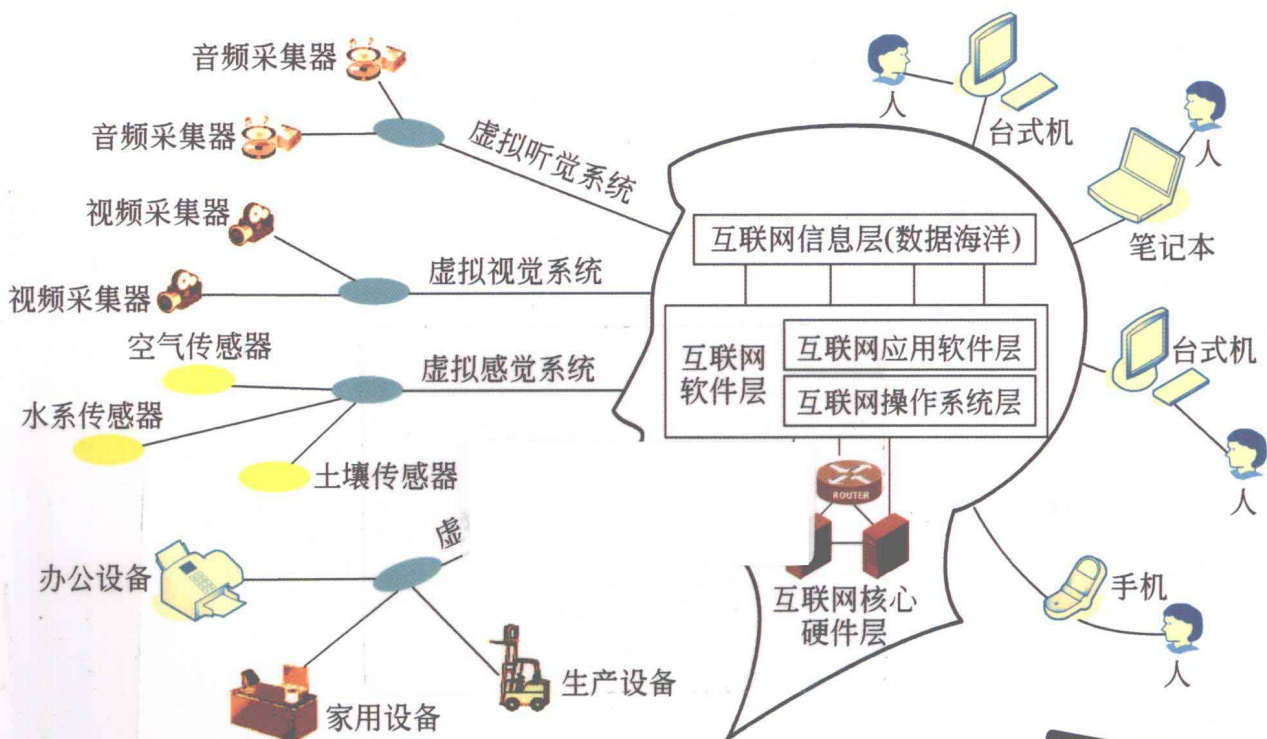 音频采集器
音频采集器
虚拟听觉系统
视频采集器
视频采集器
虚拟视觉系统
空气传感器
水系传感器
土壤传感器
虚拟感觉系统
办公设备
虚
家用设备
生产设备
互联网信息层(数据海洋)
互联网
软件层
互联网应用软件层
互联网操作系统层
ROUTER
互联网核心
硬件层
人
台式机
人
笔记本
台式机
人
手机
人